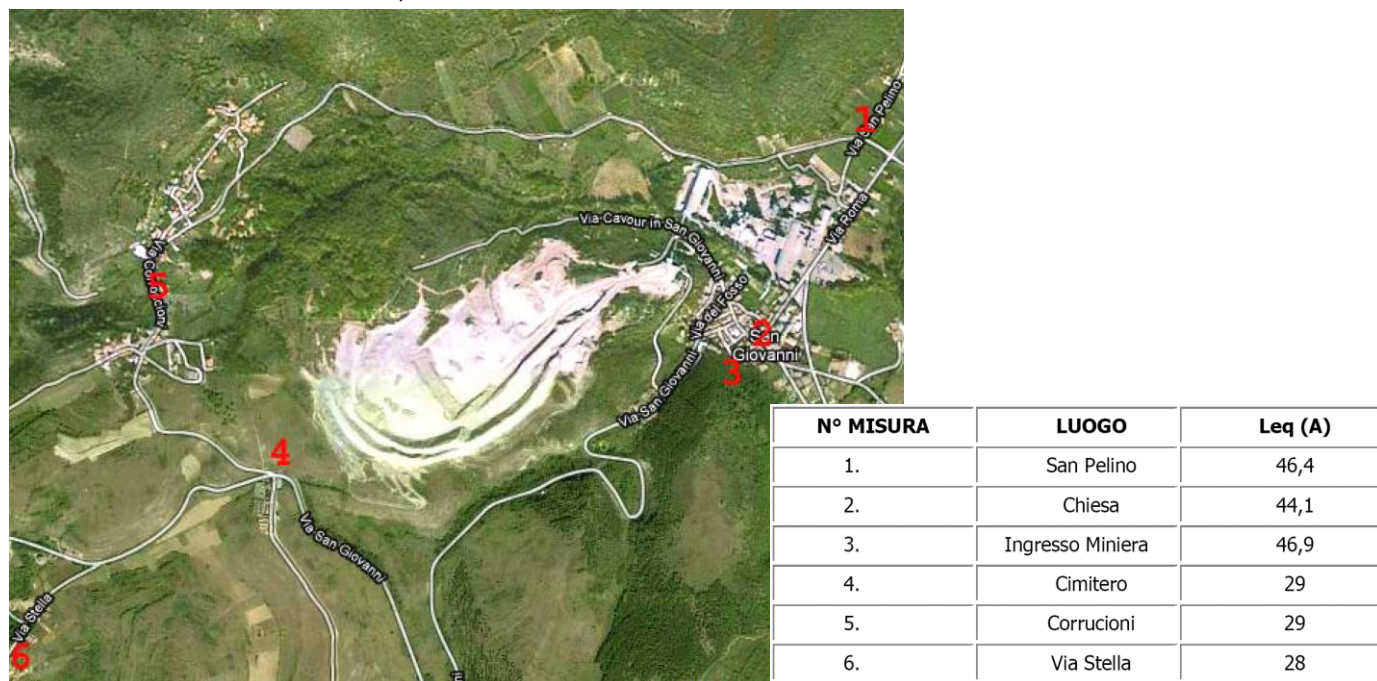 1
Via San Pelino
Via Roma
Via Cavour in San Giovanni
Via
5
Via del Fosso
2
San
Giovanni
3
Via San Giovanni
4
Via San Giovanni
Via Stella
6
ni
N° MISURA LUOGO Leq (A)
1. San Pelino 46,4
2. Chiesa 44,1
3. Ingresso Miniera 46,9
4. Cimitero 29
5. Corrucioni 29
6. Via Stella 28